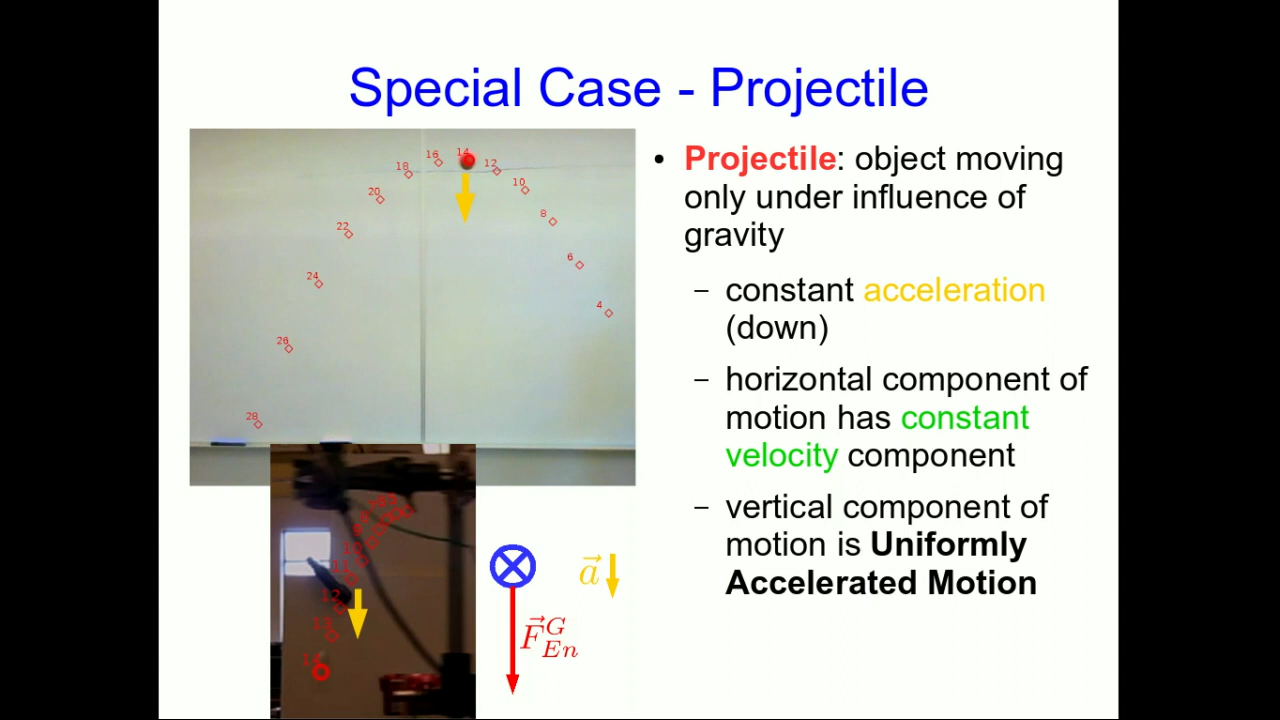 Special Case - Projectile
18
16
14
12
20
10
22
8
24
6
26
4
28
• Projectile: object moving
only under influence of
gravity
– constant acceleration
(down)
– horizontal component of
motion has constant
velocity component
– vertical component of
motion is Uniformly
Accelerated Motion
10
11
12
13
14
a
F G En